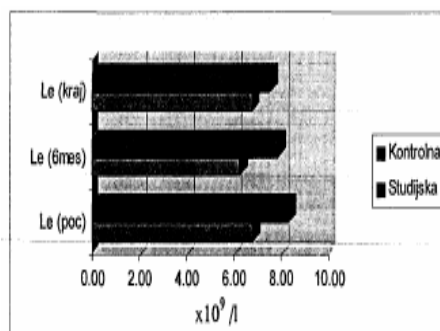 Le (kraj)
Le (6mes)
Le (poc)
0.00 2.00 4.00 6.00 8.00 10.00
x10⁹ /l
Kontrolna
Studijska